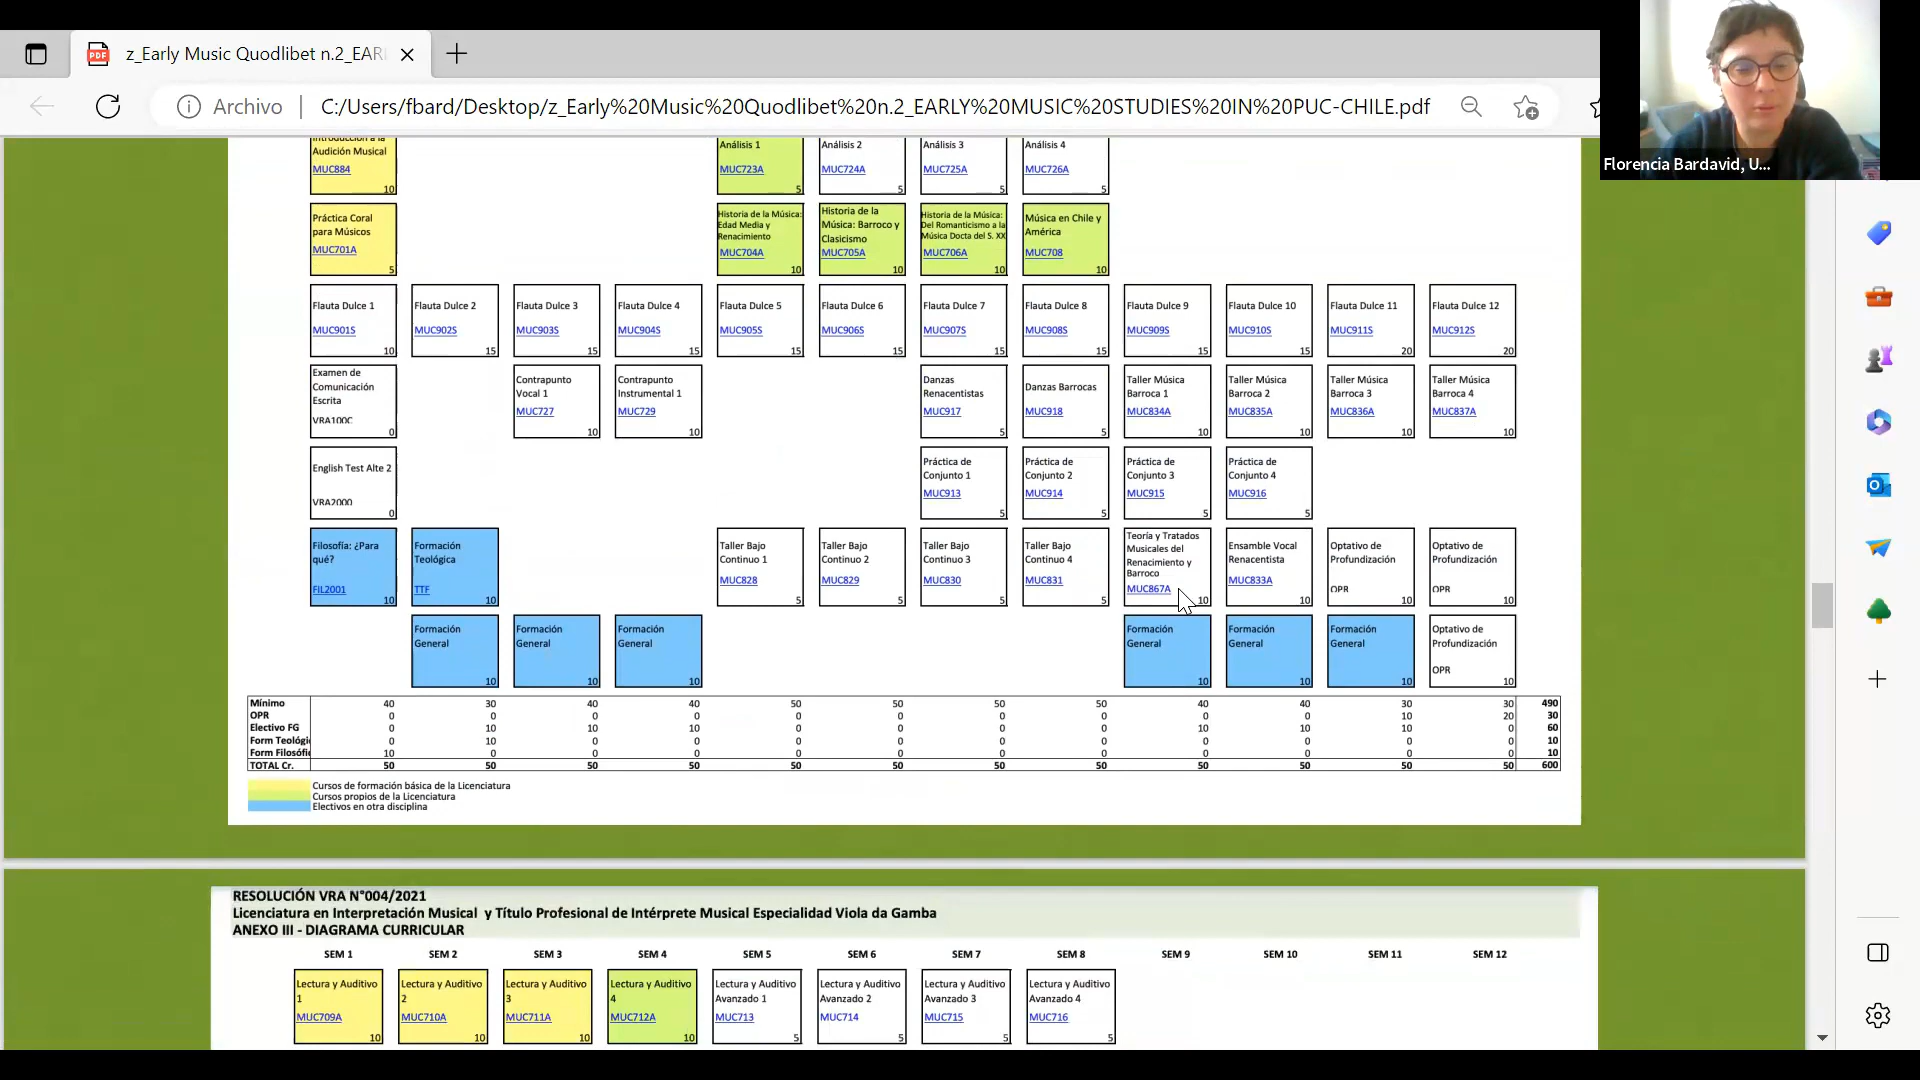 z_Early Music Quodlibet n.2_EARL
Archivo
C:/Users/fbard/Desktop/z_Early%20Music%20Quodlibet%20n.2_EARLY%20MUSIC%20STUDIES%20IN%20PUC-CHILE.pdf
Florencia Bardavid, U...
Introducción a la
Audición Musical
MUC884
10
Análisis 1
MUC723A
5
Análisis 2
MUC724A
5
Análisis 3
MUC725A
5
Análisis 4
MUC726A
5
Práctica Coral
para Músicos
MUC701A
5
Historia de la Música:
Edad Media y
Renacimiento
MUC704A
10
Historia de la
Música: Barroco y
Clasicismo
MUC705A
10
Historia de la Música:
Del Romanticismo a la
Música Docta del S. XX
MUC706A
10
Música en Chile y
América
MUC708
10
Flauta Dulce 1
MUC901S
10
Flauta Dulce 2
MUC902S
15
Flauta Dulce 3
MUC903S
15
Flauta Dulce 4
MUC904S
15
Flauta Dulce 5
MUC905S
15
Flauta Dulce 6
MUC906S
15
Flauta Dulce 7
MUC907S
15
Flauta Dulce 8
MUC908S
15
Flauta Dulce 9
MUC909S
15
Flauta Dulce 10
MUC910S
15
Flauta Dulce 11
MUC911S
20
Flauta Dulce 12
MUC912S
20
Examen de
Comunicación
Escrita
VRA100C
0
Contrapunto
Vocal 1
MUC727
10
Contrapunto
Instrumental 1
MUC729
10
Danzas
Renacentistas
MUC917
5
Danzas Barrocas
MUC918
5
Taller Música
Barroca 1
MUC834A
10
Taller Música
Barroca 2
MUC835A
10
Taller Música
Barroca 3
MUC836A
10
Taller Música
Barroca 4
MUC837A
10
English Test Alte 2
VRA2000
0
Práctica de
Conjunto 1
MUC913
5
Práctica de
Conjunto 2
MUC914
5
Práctica de
Conjunto 3
MUC915
5
Práctica de
Conjunto 4
MUC916
5
Filosofía: ¿Para
qué?
FIL2001
10
Formación
Teológica
TTF
10
Taller Bajo
Continuo 1
MUC828
5
Taller Bajo
Continuo 2
MUC829
5
Taller Bajo
Continuo 3
MUC830
5
Taller Bajo
Continuo 4
MUC831
5
Teoría y Tratados
Musicales del
Renacimiento y
Barroco
MUC867A
10
Ensamble Vocal
Renacentista
MUC833A
10
Optativo de
Profundización
OPR
10
Optativo de
Profundización
OPR
10
Formación
General
10
Formación
General
10
Formación
General
10
Formación
General
10
Formación
General
10
Formación
General
10
Optativo de
Profundización
OPR
10
Mínimo 40 30 40 40 50 50 50 50 40 40 30 30 490
OPR 0 0 0 0 0 0 0 0 0 0 10 20 30
Electivo FG 0 10 10 10 0 0 0 0 10 10 10 0 60
Form Teológi 0 10 0 0 0 0 0 0 0 0 0 0 10
Form Filosófi 10 0 0 0 0 0 0 0 0 0 0 0 10
TOTAL Cr. 50 50 50 50 50 50 50 50 50 50 50 50 600
Cursos de formación básica de la Licenciatura
Cursos propios de la Licenciatura
Electivos en otra disciplina
RESOLUCIÓN VRA N°004/2021
Licenciatura en Interpretación Musical y Título Profesional de Intérprete Musical Especialidad Viola da Gamba
ANEXO III - DIAGRAMA CURRICULAR
SEM 1 SEM 2 SEM 3 SEM 4 SEM 5 SEM 6 SEM 7 SEM 8 SEM 9 SEM 10 SEM 11 SEM 12
Lectura y Auditivo
1
MUC709A
10
Lectura y Auditivo
2
MUC710A
10
Lectura y Auditivo
3
MUC711A
10
Lectura y Auditivo
4
MUC712A
10
Lectura y Auditivo
Avanzado 1
MUC713
5
Lectura y Auditivo
Avanzado 2
MUC714
5
Lectura y Auditivo
Avanzado 3
MUC715
5
Lectura y Auditivo
Avanzado 4
MUC716
5